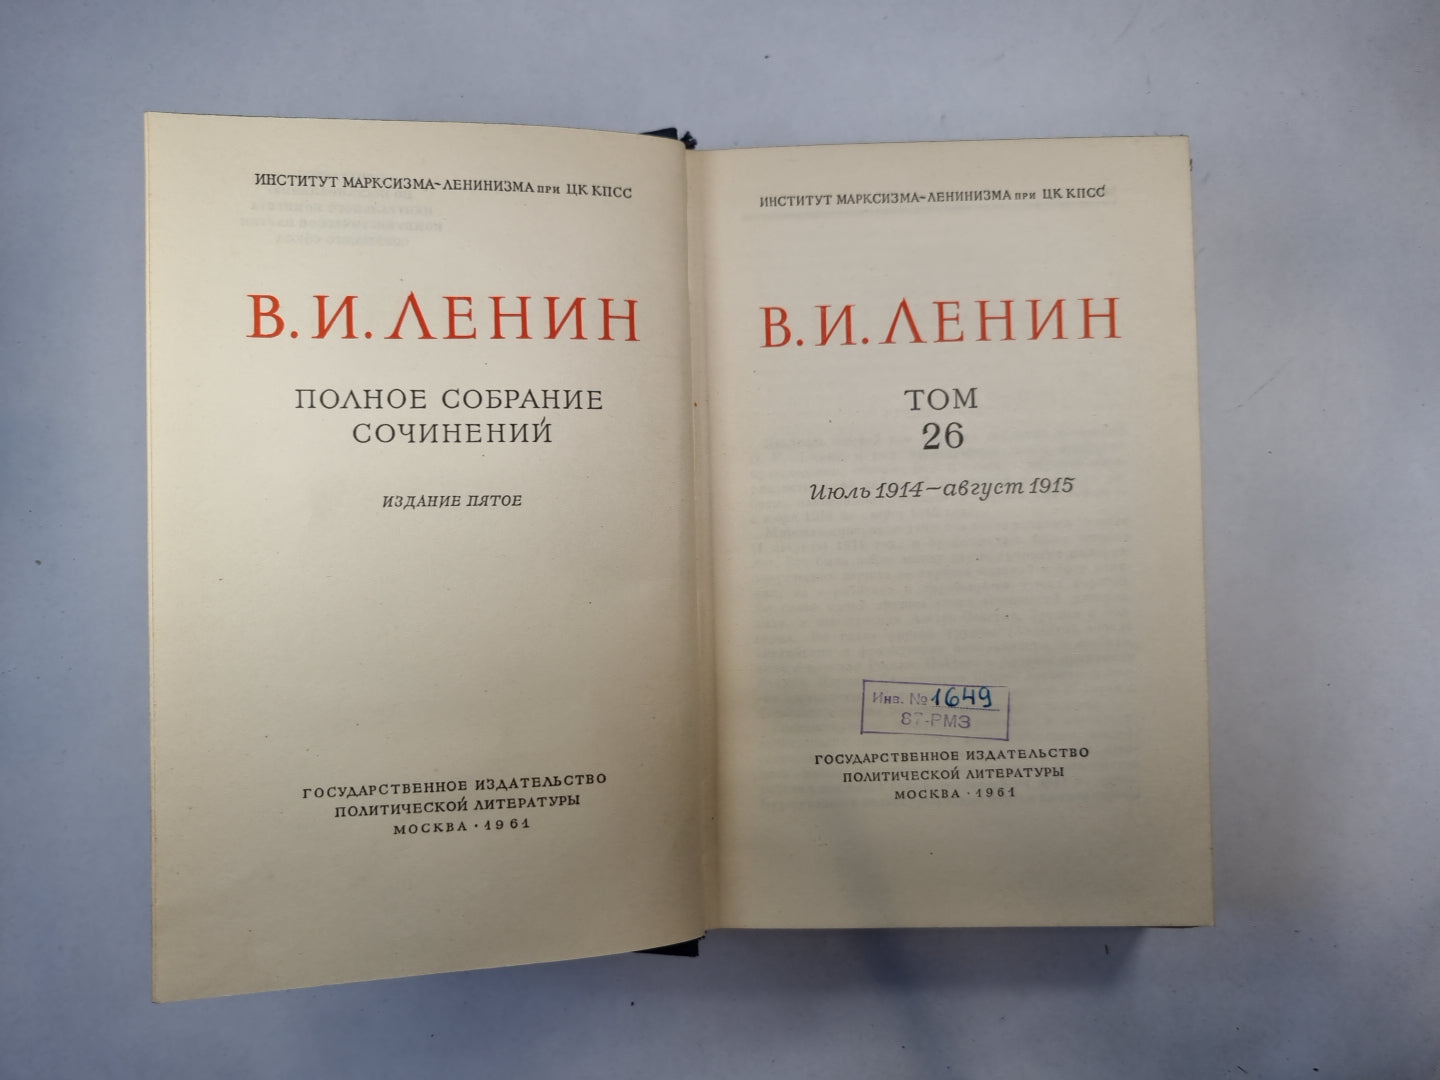 ИНСТИТУТ МАРКСИЗМА-ЛЕНИНИЗМА при ЦК КПСС
В. И. ЛЕНИН
ПОЛНОЕ СОБРАНИЕ
СОЧИНЕНИЙ
ИЗДАНИЕ ПЯТОЕ
ГОСУДАРСТВЕННОЕ ИЗДАТЕЛЬСТВО
ПОЛИТИЧЕСКОЙ ЛИТЕРАТУРЫ
МОСКВА · 1961
ИНСТИТУТ МАРКСИЗМА-ЛЕНИНИЗМА при ЦК КПСС
В. И. ЛЕНИН
ТОМ
26
Июль 1914 – август 1915
Инв. № 1649
87-РМЗ
ГОСУДАРСТВЕННОЕ ИЗДАТЕЛЬСТВО
ПОЛИТИЧЕСКОЙ ЛИТЕРАТУРЫ
МОСКВА · 1961